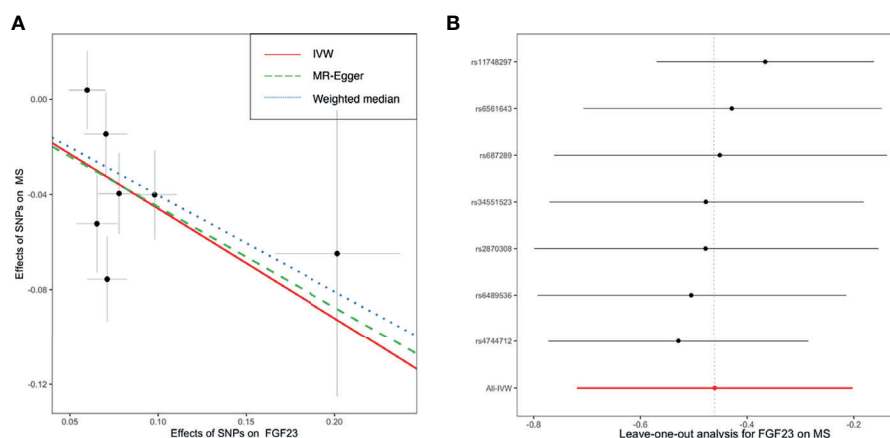 A
B
IVW
MR-Egger
Weighted median
0.00
-0.04
-0.08
-0.12
Effects of SNPs on MS
0.05
0.10
0.15
0.20
Effects of SNPs on FGF23
rs11748297
rs6561643
rs687289
rs34551523
rs2870308
rs6489536
rs4744712
All-IVW
-0.8
-0.6
-0.4
-0.2
Leave-one-out analysis for FGF23 on MS